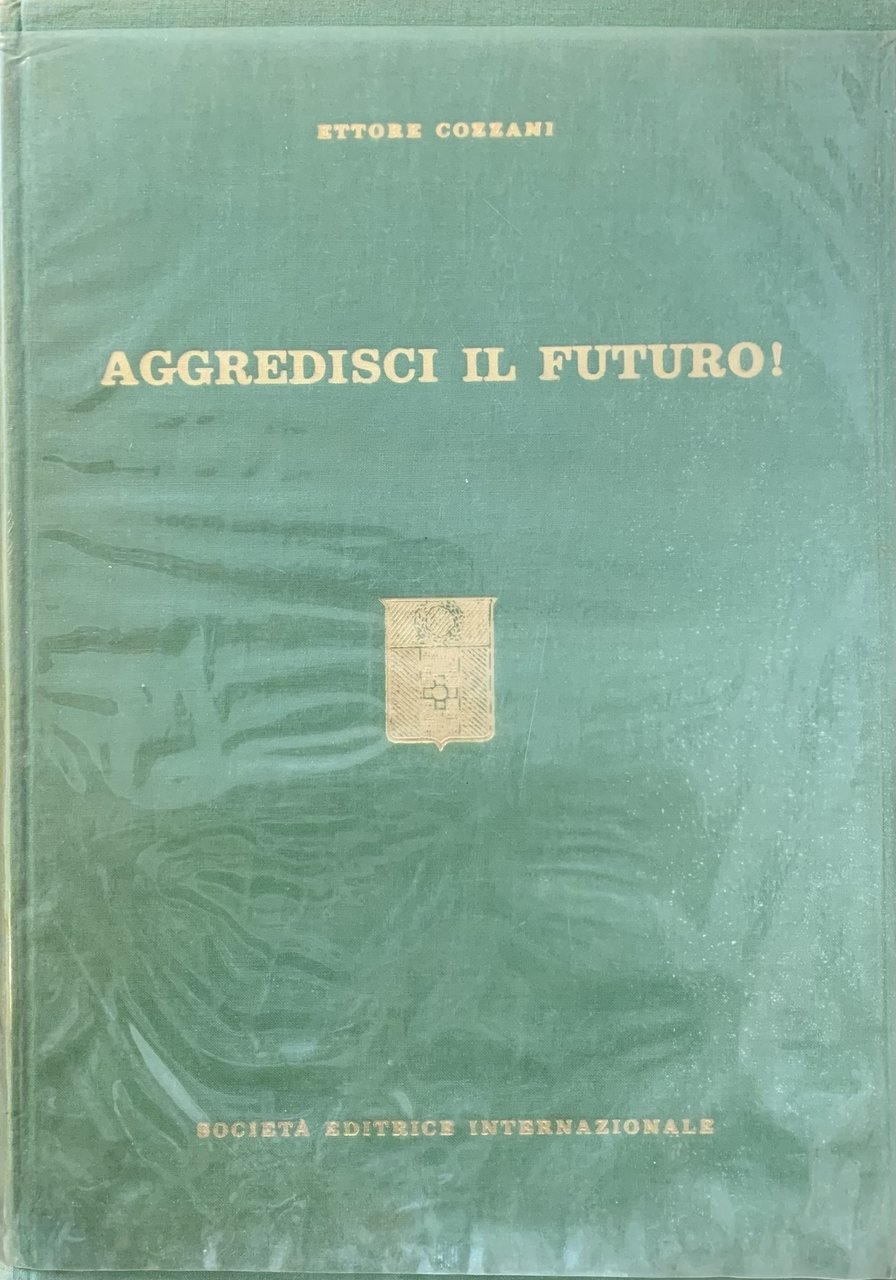 ETTORE COZZANI
AGGREDISCI IL FUTURO!
SOCIETÀ EDITRICE INTERNAZIONALE